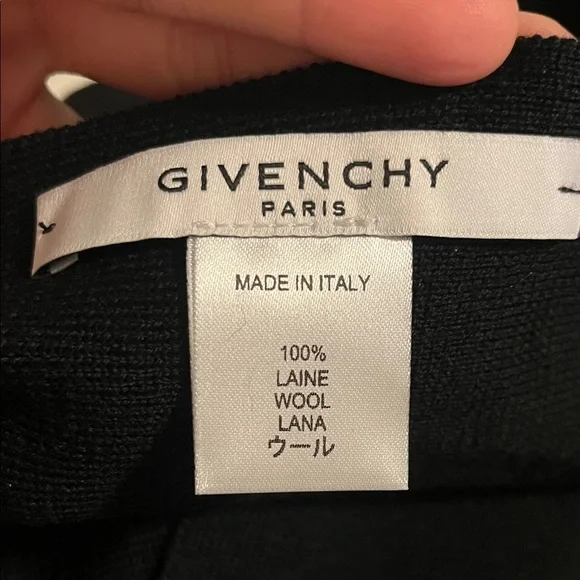 GIVENCHY
PARIS
MADE IN ITALY
100%
LAINE
WOOL
LANA
ウール